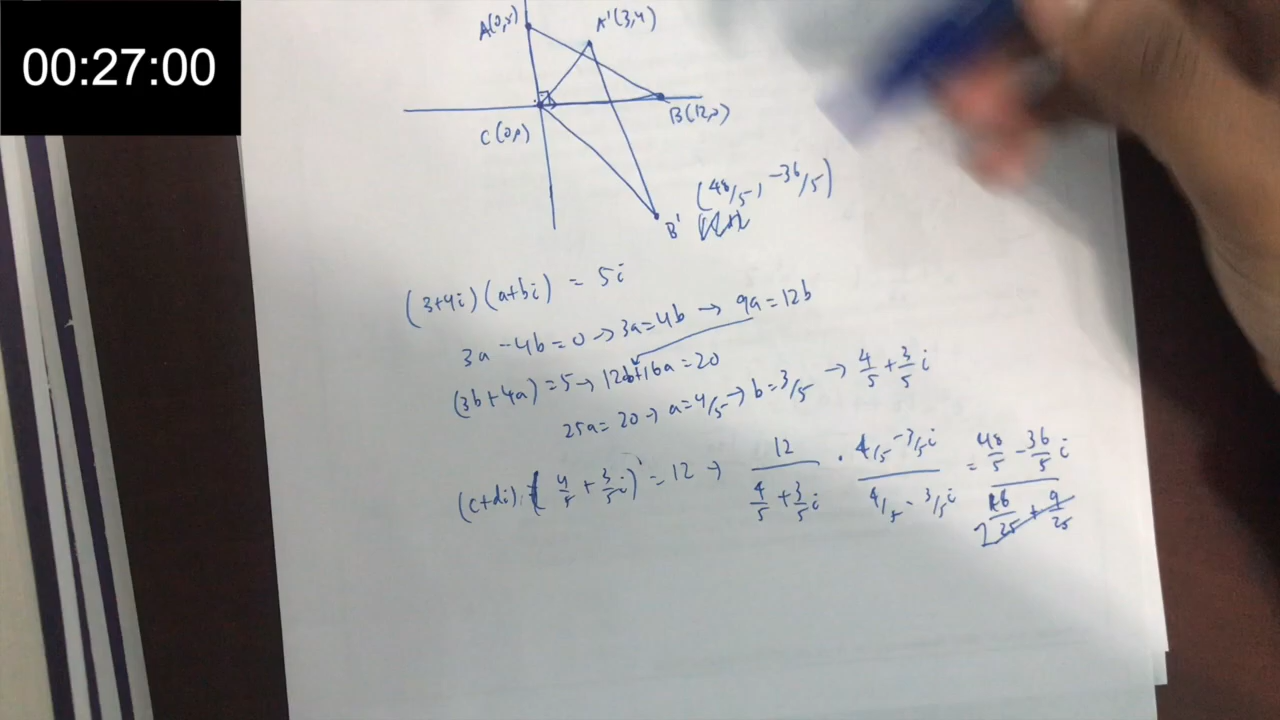 00:27:00
A(0,5)
A'(3,4)
C(0,0)
B(12,0)
(48/5, -36/5)
B'
(3+4i)(a+bi) = 5i
3a - 4b = 0 → 3a = 4b → 9a = 12b
(3b + 4a) = 5 → 12b + 16a = 20
25a = 20 → a = 4/5 → b = 3/5 → 4/5 + 3/5 i
(c+di) · (4/5 + 3/5 i) = 12 → 12 / (4/5 + 3/5 i) · (4/5 - 3/5 i) / (4/5 - 3/5 i) = (48/5 - 36/5 i) / (16/25 + 9/25)